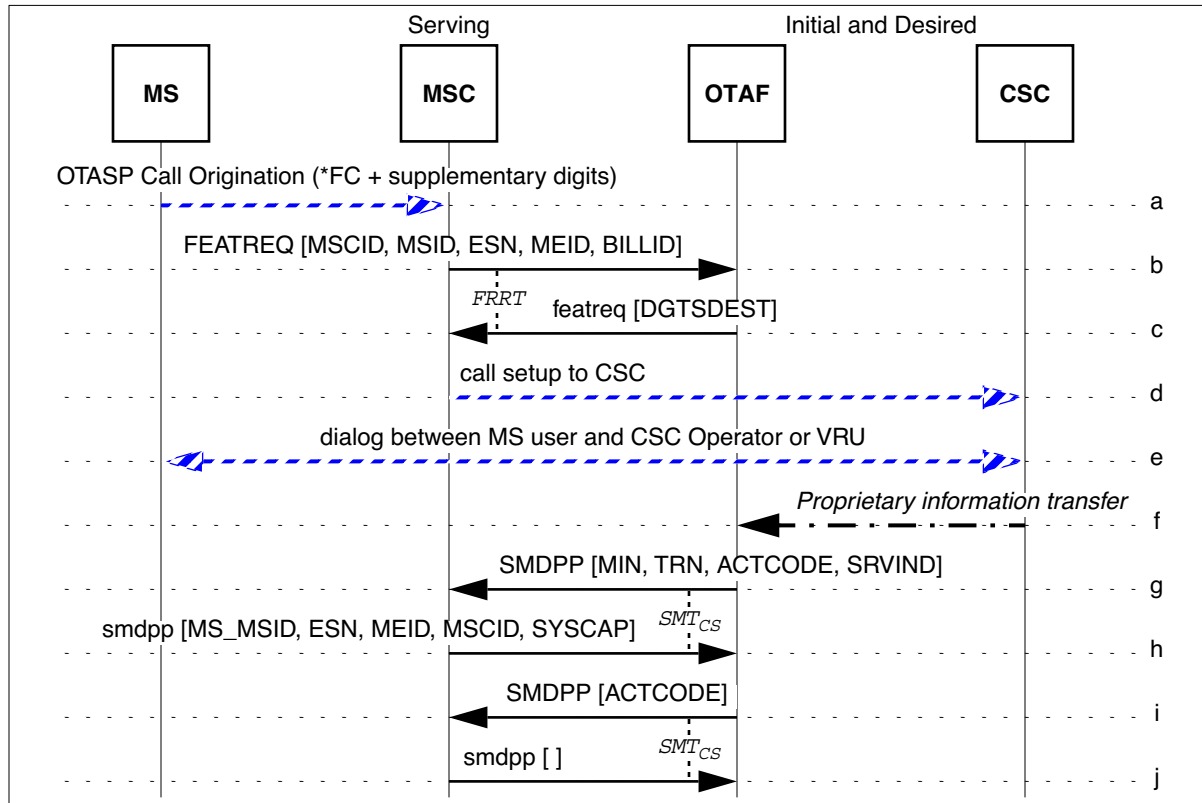 Serving Initial and Desired
MS MSC OTAF CSC
OTASP Call Origination (*FC + supplementary digits)
a
FEATREQ [MSCID, MSID, ESN, MEID, BILLID]
b
FRRT
featreq [DGTSDEST]
c
call setup to CSC
d
dialog between MS user and CSC Operator or VRU
e
Proprietary information transfer
f
SMDPP [MIN, TRN, ACTCODE, SRVIND]
g
SMTCS
smdpp [MS_MSID, ESN, MEID, MSCID, SYSCAP]
h
SMDPP [ACTCODE]
i
SMTCS
smdpp [ ]
j